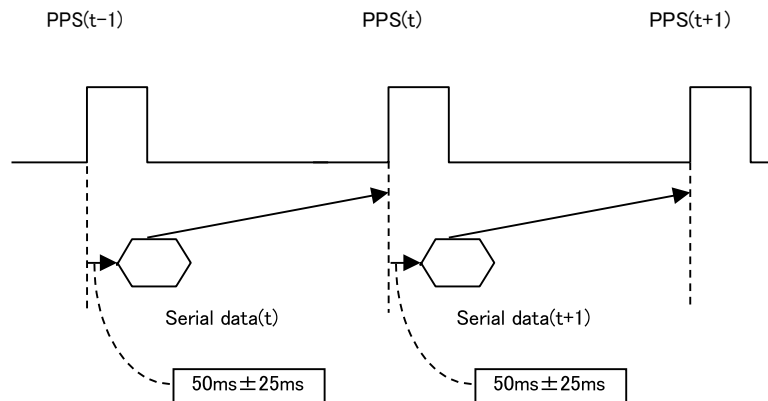 PPS(t-1)
PPS(t)
PPS(t+1)
Serial data(t)
Serial data(t+1)
50ms±25ms
50ms±25ms